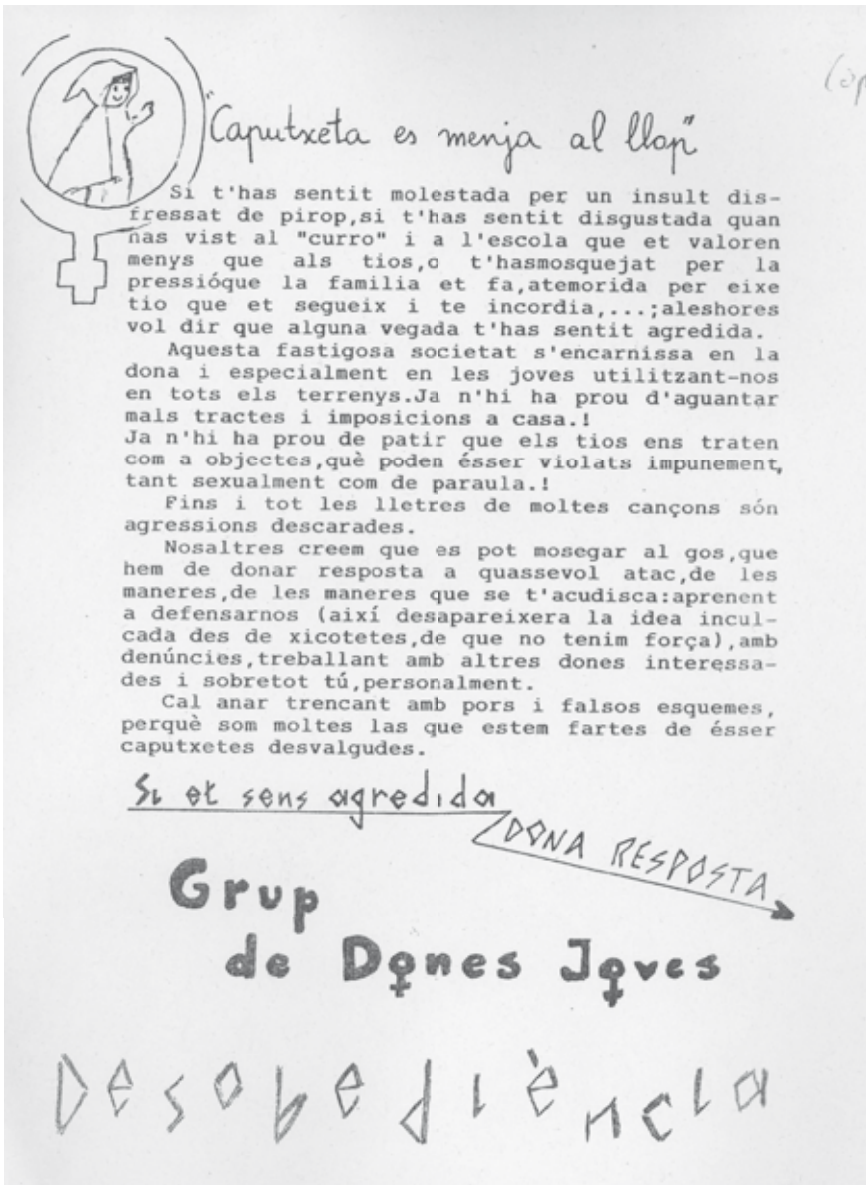 "Caputxeta es menja al llop"
Si t'has sentit molestada per un insult dis-
fressat de pirop,si t'has sentit disgustada quan
nas vist al "curro" i a l'escola que et valoren
menys que als tios,o t'hasmosquejat per la
pressióque la familia et fa,atemorida per eixe
tio que et segueix i te incordia,...;aleshores
vol dir que alguna vegada t'has sentit agredida.
Aquesta fastigosa societat s'encarnissa en la
dona i especialment en les joves utilitzant-nos
en tots els terrenys.Ja n'hi ha prou d'aguantar
mals tractes i imposicions a casa.!
Ja n'hi ha prou de patir que els tios ens traten
com a objectes,què poden ésser violats impunement,
tant sexualment com de paraula.!
Fins i tot les lletres de moltes cançons són
agressions descarades.
Nosaltres creem que es pot mosegar al gos,que
hem de donar resposta a quassevol atac,de les
maneres,de les maneres que se t'acudisca:aprenent
a defensarnos (així desapareixera la idea incul-
cada des de xicotetes,de que no tenim força),amb
denúncies,treballant amb altres dones interessa-
des i sobretot tú,personalment.
Cal anar trencant amb pors i falsos esquemes,
perquè som moltes las que estem fartes de ésser
caputxetes desvalgudes.
Si et sens agredida
DONA RESPOSTA
Grup
de Dones Joves
Desobediència